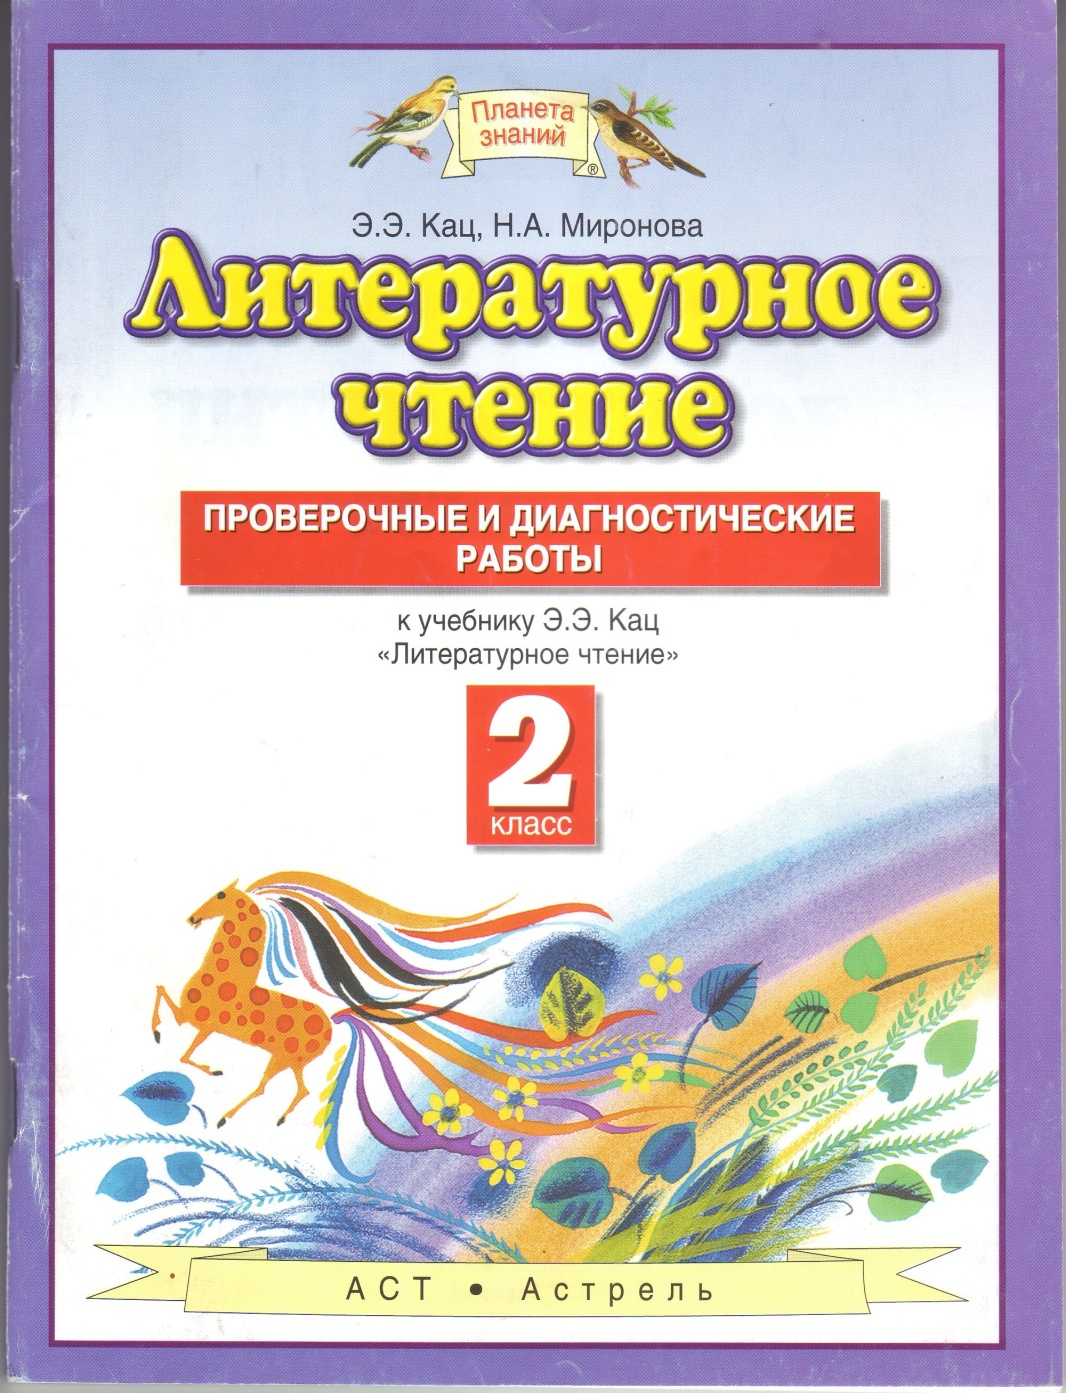 Планета
знаний
®
Э.Э. Кац, Н.А. Миронова
Литературное
чтение
ПРОВЕРОЧНЫЕ И ДИАГНОСТИЧЕСКИЕ
РАБОТЫ
к учебнику Э.Э. Кац
«Литературное чтение»
2
класс
АСТ • Астрель